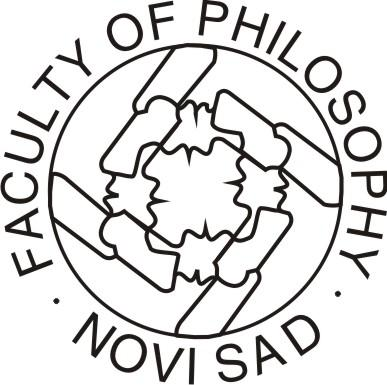 FACULTY OF PHILOSOPHY
· NOVI SAD ·